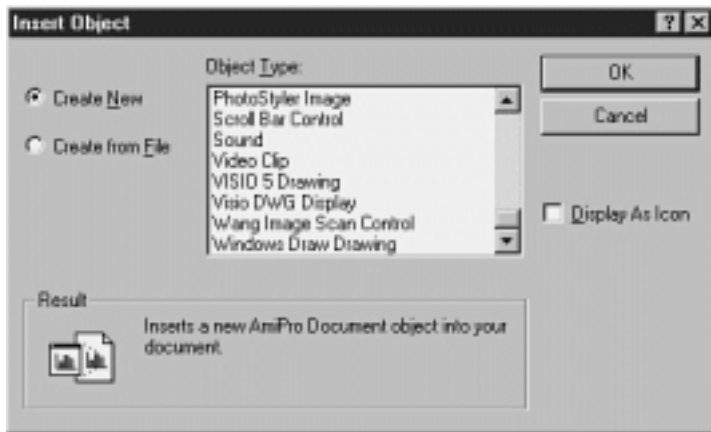 Insert Object
Create New
Create from File
Object Type:
PhotoStyler Image
Scroll Bar Control
Sound
Video Clip
VISIO 5 Drawing
Visio DWG Display
Wang Image Scan Control
Windows Draw Drawing
OK
Cancel
Display As Icon
Result
Inserts a new AmiPro Document object into your
document.